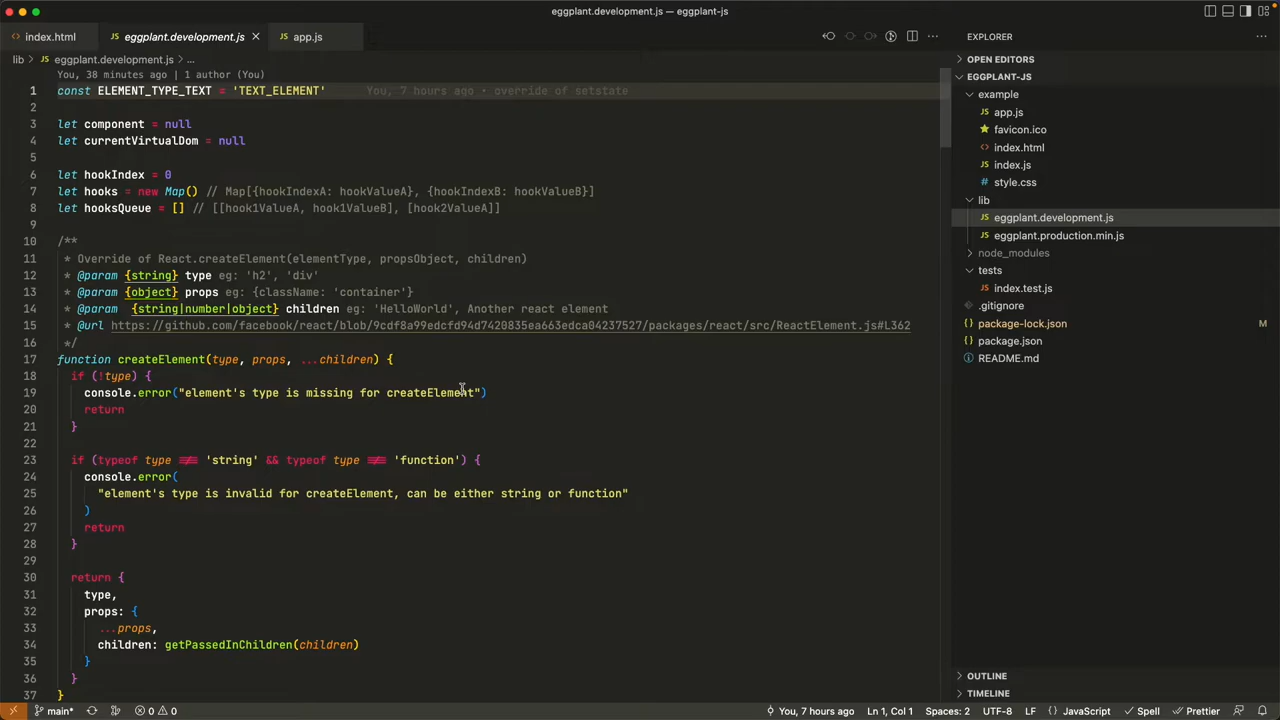 eggplant.development.js — eggplant-js
index.html
eggplant.development.js
app.js
lib > JS eggplant.development.js > ...
You, 38 minutes ago | 1 author (You)
1 const ELEMENT_TYPE_TEXT = 'TEXT_ELEMENT' You, 7 hours ago • override of setstate
2
3 let component = null
4 let currentVirtualDom = null
5
6 let hookIndex = 0
7 let hooks = new Map() // Map[{hookIndexA: hookValueA}, {hookIndexB: hookValueB}]
8 let hooksQueue = [] // [[hook1ValueA, hook1ValueB], [hook2ValueA]]
9
10 /**
11 * Override of React.createElement(elementType, propsObject, children)
12 * @param {string} type eg: 'h2', 'div'
13 * @param {object} props eg: {className: 'container'}
14 * @param {string|number|object} children eg: 'HelloWorld', Another react element
15 * @url https://github.com/facebook/react/blob/9cdf8a99edcfd94d7420835ea663edca04237527/packages/react/src/ReactElement.js#L362
16 */
17 function createElement(type, props, ...children) {
18 if (!type) {
19 console.error("element's type is missing for createElement")
20 return
21 }
22
23 if (typeof type !== 'string' && typeof type !== 'function') {
24 console.error(
25 "element's type is invalid for createElement, can be either string or function"
26 )
27 return
28 }
29
30 return {
31 type,
32 props: {
33 ...props,
34 children: getPassedInChildren(children)
35 }
36 }
37 }
EXPLORER
OPEN EDITORS
EGGPLANT-JS
example
JS app.js
favicon.ico
index.html
JS index.js
style.css
lib
JS eggplant.development.js
JS eggplant.production.min.js
node_modules
tests
JS index.test.js
.gitignore
package-lock.json M
package.json
README.md
OUTLINE
TIMELINE
main* 0 0 You, 7 hours ago Ln 1, Col 1 Spaces: 2 UTF-8 LF {} JavaScript Spell Prettier